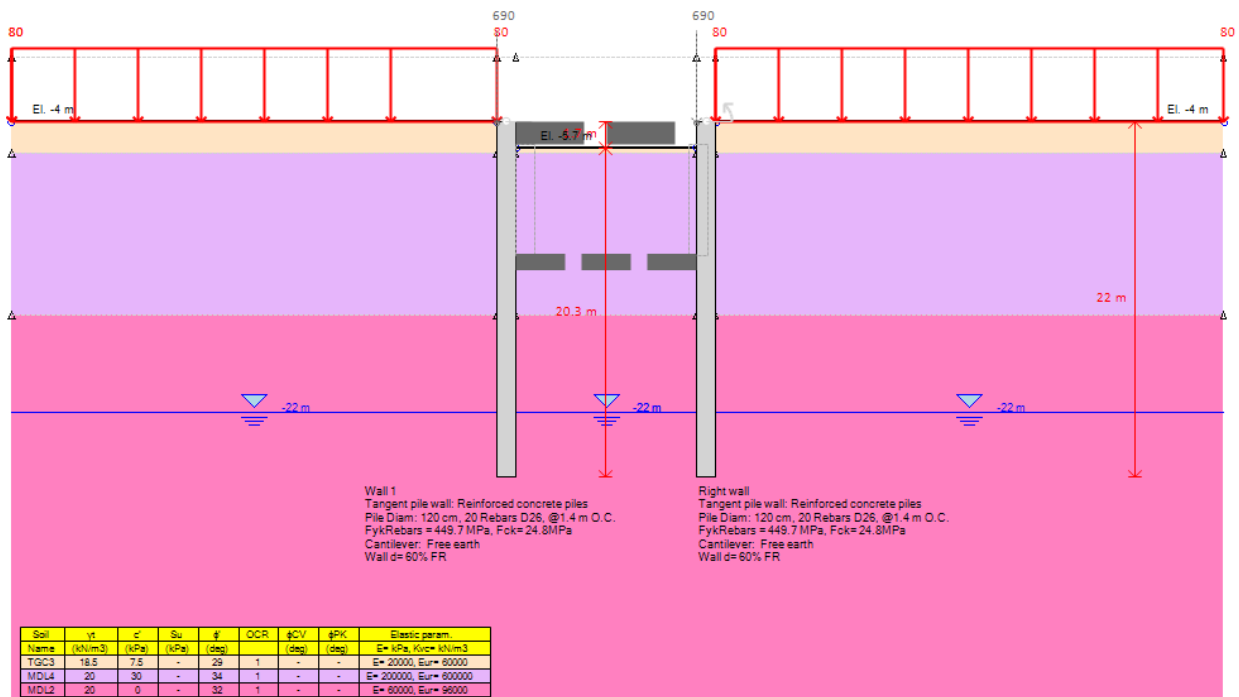 690 690
80 80 80 80
El. -4 m El. -4 m
El. -5.7 m
20.3 m 22 m
-22 m -22 m -22 m
Wall 1
Tangent pile wall: Reinforced concrete piles
Pile Diam: 120 cm, 20 Rebars D26, @1.4 m O.C.
FykRebars = 449.7 MPa, Fck= 24.8MPa
Cantilever: Free earth
Wall d= 60% FR
Right wall
Tangent pile wall: Reinforced concrete piles
Pile Diam: 120 cm, 20 Rebars D26, @1.4 m O.C.
FykRebars = 449.7 MPa, Fck= 24.8MPa
Cantilever: Free earth
Wall d= 60% FR
Soil γt c' Su ϕ' OCR ϕCV ϕPK Elastic param.
Name (kN/m3) (kPa) (kPa) (deg) (deg) (deg) E= kPa, Kvc= kN/m3
TGC3 18.5 7.5 - 29 1 - - E= 20000, Eur= 60000
MDL4 20 30 - 34 1 - - E= 200000, Eur= 600000
MDL2 20 0 - 32 1 - - E= 60000, Eur= 96000